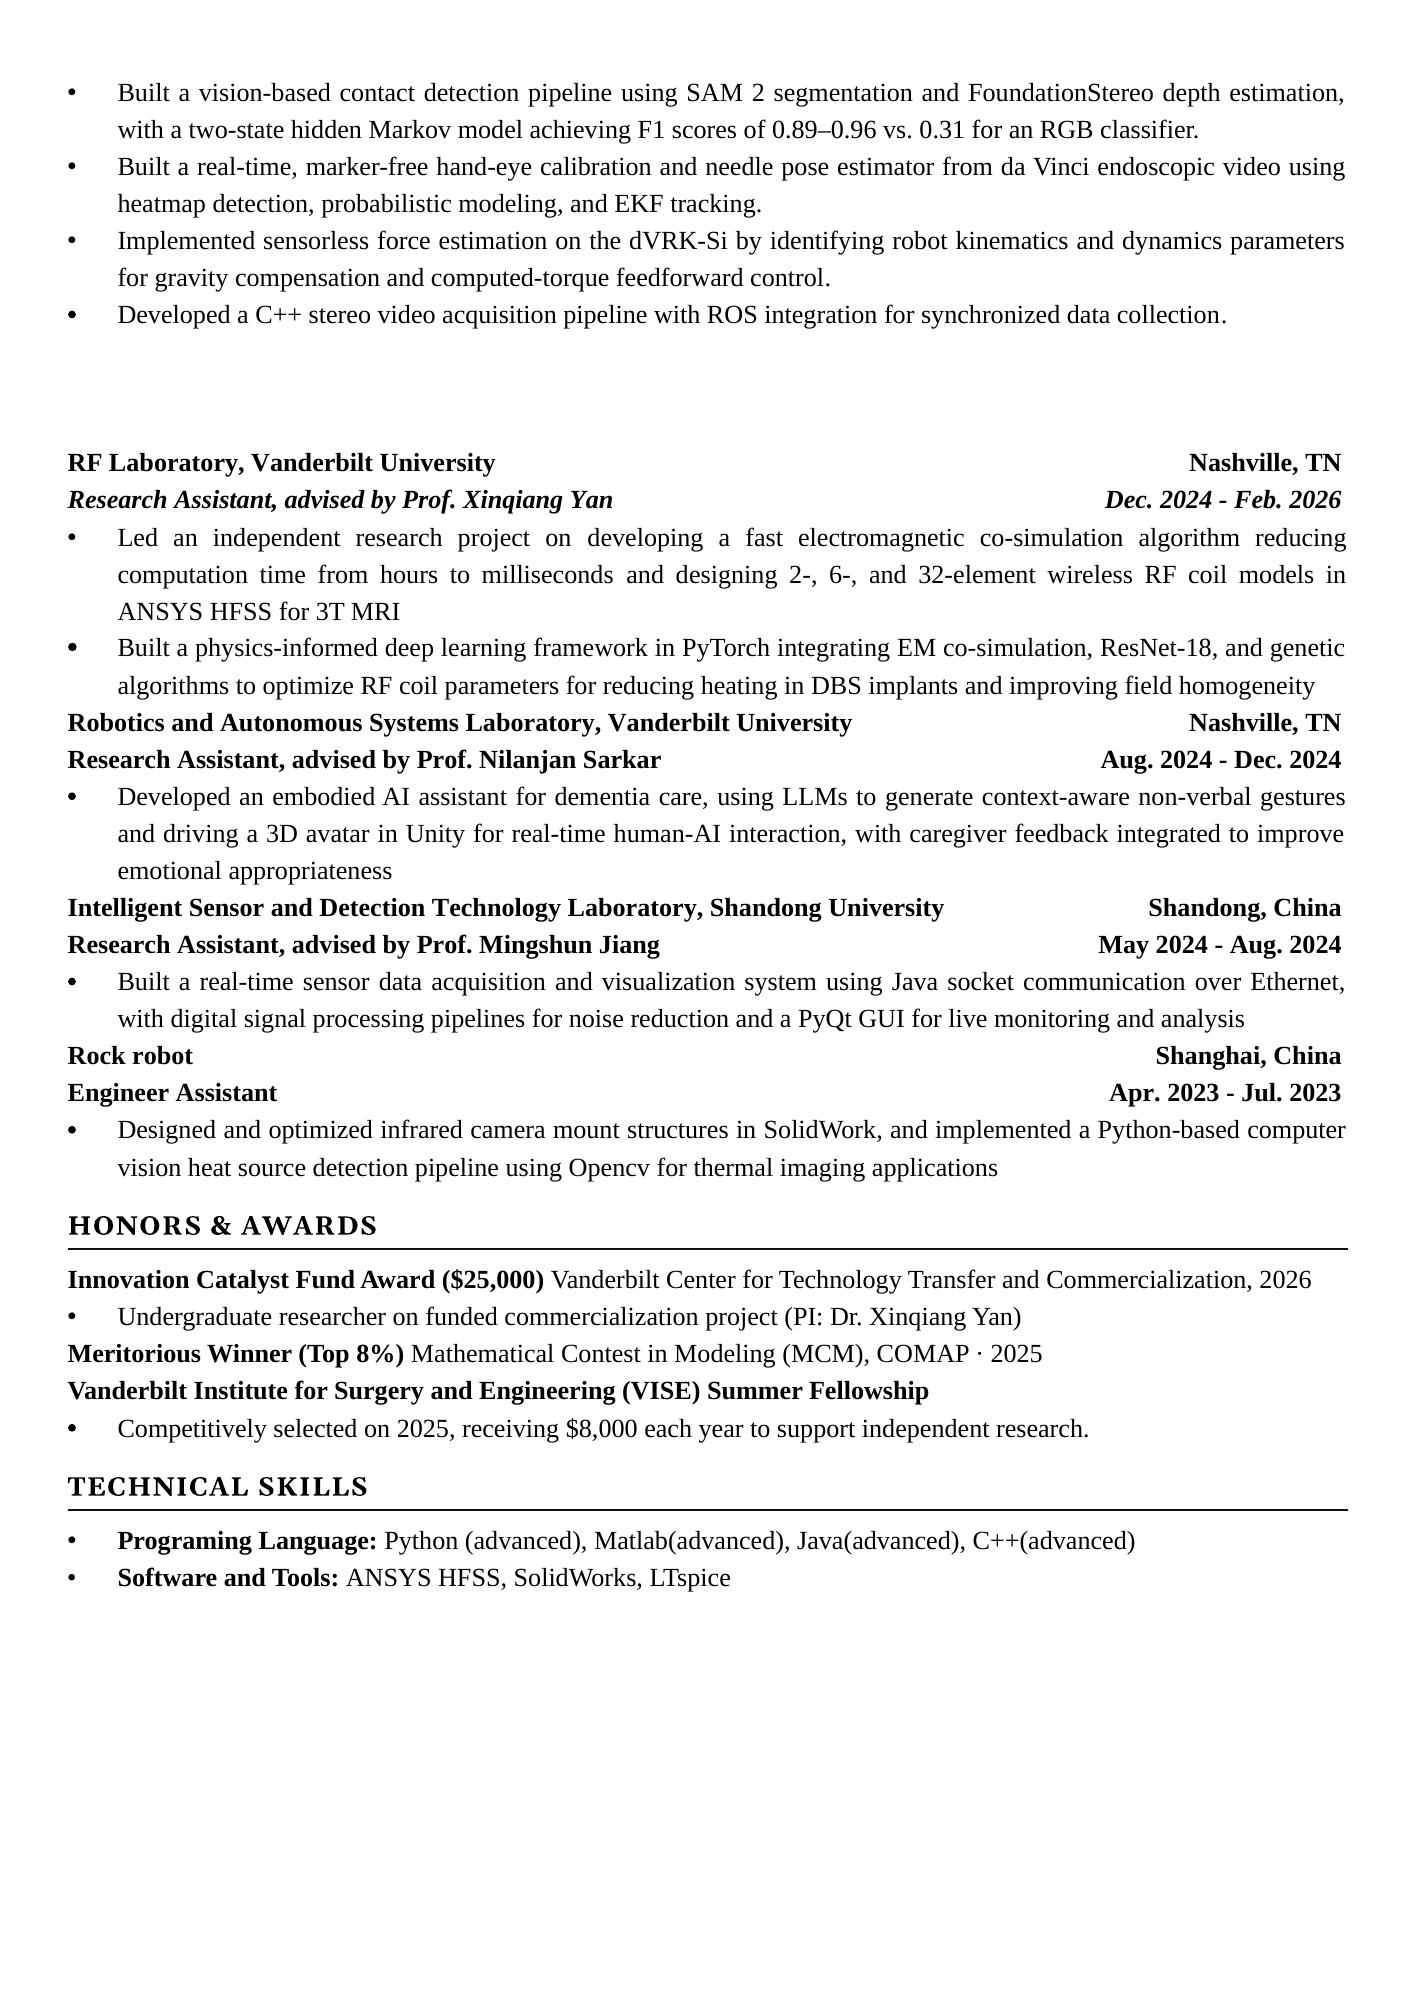 • Built a vision-based contact detection pipeline using SAM 2 segmentation and FoundationStereo depth estimation,
with a two-state hidden Markov model achieving F1 scores of 0.89–0.96 vs. 0.31 for an RGB classifier.
• Built a real-time, marker-free hand-eye calibration and needle pose estimator from da Vinci endoscopic video using
heatmap detection, probabilistic modeling, and EKF tracking.
• Implemented sensorless force estimation on the dVRK-Si by identifying robot kinematics and dynamics parameters
for gravity compensation and computed-torque feedforward control.
• Developed a C++ stereo video acquisition pipeline with ROS integration for synchronized data collection.
RF Laboratory, Vanderbilt University Nashville, TN
Research Assistant, advised by Prof. Xinqiang Yan Dec. 2024 - Feb. 2026
• Led an independent research project on developing a fast electromagnetic co-simulation algorithm reducing
computation time from hours to milliseconds and designing 2-, 6-, and 32-element wireless RF coil models in
ANSYS HFSS for 3T MRI
• Built a physics-informed deep learning framework in PyTorch integrating EM co-simulation, ResNet-18, and genetic
algorithms to optimize RF coil parameters for reducing heating in DBS implants and improving field homogeneity
Robotics and Autonomous Systems Laboratory, Vanderbilt University Nashville, TN
Research Assistant, advised by Prof. Nilanjan Sarkar Aug. 2024 - Dec. 2024
• Developed an embodied AI assistant for dementia care, using LLMs to generate context-aware non-verbal gestures
and driving a 3D avatar in Unity for real-time human-AI interaction, with caregiver feedback integrated to improve
emotional appropriateness
Intelligent Sensor and Detection Technology Laboratory, Shandong University Shandong, China
Research Assistant, advised by Prof. Mingshun Jiang May 2024 - Aug. 2024
• Built a real-time sensor data acquisition and visualization system using Java socket communication over Ethernet,
with digital signal processing pipelines for noise reduction and a PyQt GUI for live monitoring and analysis
Rock robot Shanghai, China
Engineer Assistant Apr. 2023 - Jul. 2023
• Designed and optimized infrared camera mount structures in SolidWork, and implemented a Python-based computer
vision heat source detection pipeline using Opencv for thermal imaging applications
HONORS & AWARDS
Innovation Catalyst Fund Award ($25,000) Vanderbilt Center for Technology Transfer and Commercialization, 2026
• Undergraduate researcher on funded commercialization project (PI: Dr. Xinqiang Yan)
Meritorious Winner (Top 8%) Mathematical Contest in Modeling (MCM), COMAP · 2025
Vanderbilt Institute for Surgery and Engineering (VISE) Summer Fellowship
• Competitively selected on 2025, receiving $8,000 each year to support independent research.
TECHNICAL SKILLS
• Programing Language: Python (advanced), Matlab(advanced), Java(advanced), C++(advanced)
• Software and Tools: ANSYS HFSS, SolidWorks, LTspice